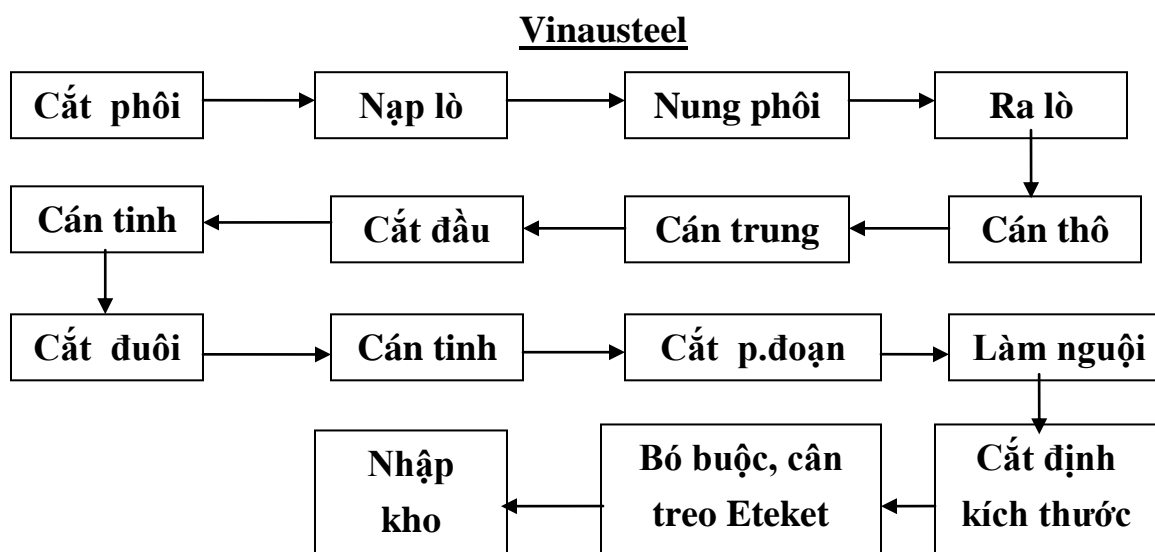 Vinausteel
Cắt phôi
Nạp lò
Nung phôi
Ra lò
Cán thô
Cán trung
Cắt đầu
Cán tinh
Cắt đuôi
Cán tinh
Cắt p.đoạn
Làm nguội
Cắt định
kích thước
Bó buộc, cân
treo Eteket
Nhập
kho